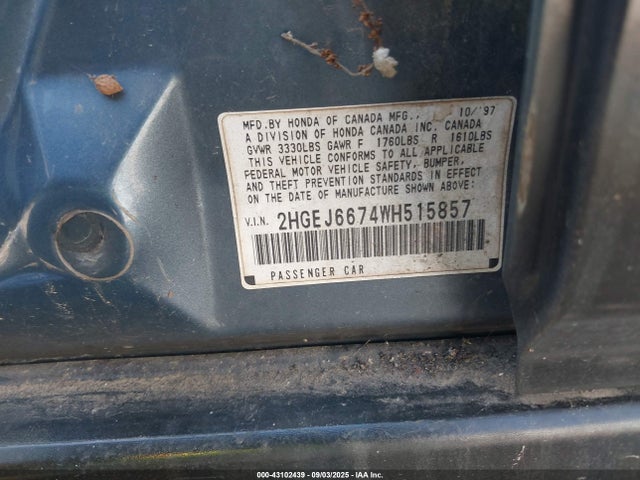 MFD.BY HONDA OF CANADA MFG., 10/'97
A DIVISION OF HONDA CANADA INC. CANADA
GVWR 3330LBS GAWR F 1760LBS R 1610LBS
THIS VEHICLE CONFORMS TO ALL APPLICABLE
FEDERAL MOTOR VEHICLE SAFETY, BUMPER,
AND THEFT PREVENTION STANDARDS IN EFFECT
ON THE DATE OF MANUFACTURE SHOWN ABOVE:
V.I.N. 2HGEJ6674WH515857
PASSENGER CAR
000-43102439 - 09/03/2025 - IAA Inc.